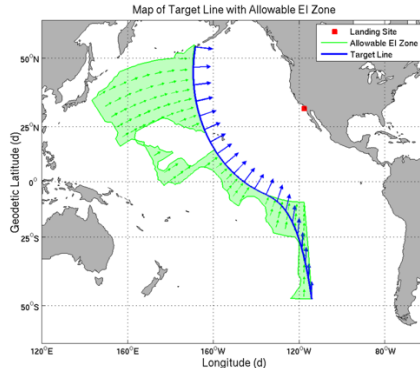 Map of Target Line with Allowable EI Zone
Landing Site
Allowable EI Zone
Target Line
50°N
25°N
0°
25°S
50°S
Geodetic Latitude (d)
120°E
160°E
160°W
120°W
80°W
Longitude (d)